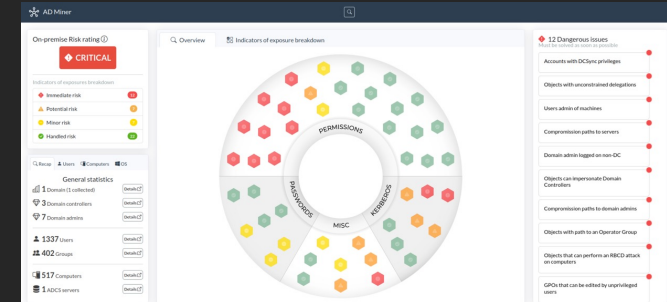 AD Miner
On-premise Risk rating
CRITICAL
Indicators of exposures breakdown
Immediate risk
Potential risk
Minor risk
Handled risk
Recap Users Computers OS
General statistics
1 Domain (1 collected) Details
3 Domain controllers Details
7 Domain admins Details
1337 Users Details
402 Groups Details
517 Computers Details
1 ADCS servers Details
Overview Indicators of exposure breakdown
PERMISSIONS
PASSWORDS
KERBEROS
MISC
12 Dangerous issues
Must be solved as soon as possible
Accounts with DCSync privileges
Objects with unconstrained delegations
Users admin of machines
Compromission paths to servers
Domain admin logged on non-DC
Objects can impersonate Domain
Controllers
Compromission paths to domain admins
Objects with path to an Operator Group
Objects that can perform an RBCD attack
on computers
GPOs that can be edited by unprivileged
users